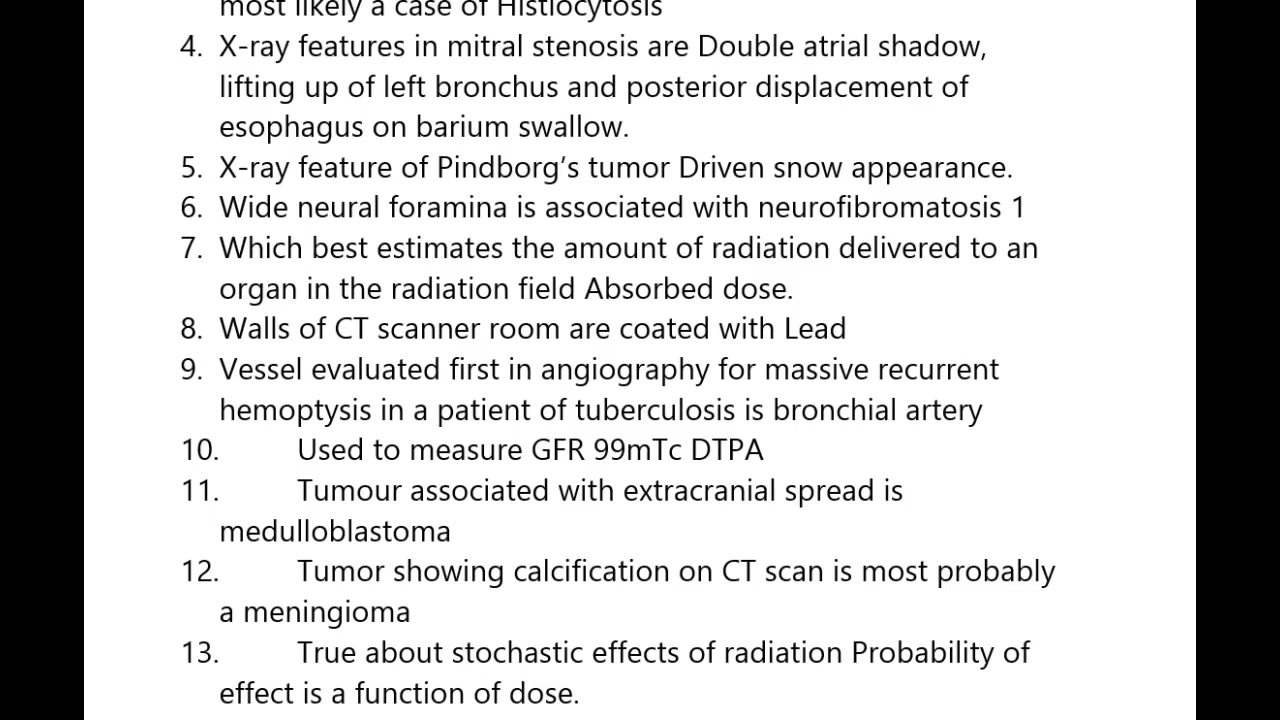 most likely a case of Histiocytosis
4. X-ray features in mitral stenosis are Double atrial shadow,
lifting up of left bronchus and posterior displacement of
esophagus on barium swallow.
5. X-ray feature of Pindborg’s tumor Driven snow appearance.
6. Wide neural foramina is associated with neurofibromatosis 1
7. Which best estimates the amount of radiation delivered to an
organ in the radiation field Absorbed dose.
8. Walls of CT scanner room are coated with Lead
9. Vessel evaluated first in angiography for massive recurrent
hemoptysis in a patient of tuberculosis is bronchial artery
10. Used to measure GFR 99mTc DTPA
11. Tumour associated with extracranial spread is
medulloblastoma
12. Tumor showing calcification on CT scan is most probably
a meningioma
13. True about stochastic effects of radiation Probability of
effect is a function of dose.